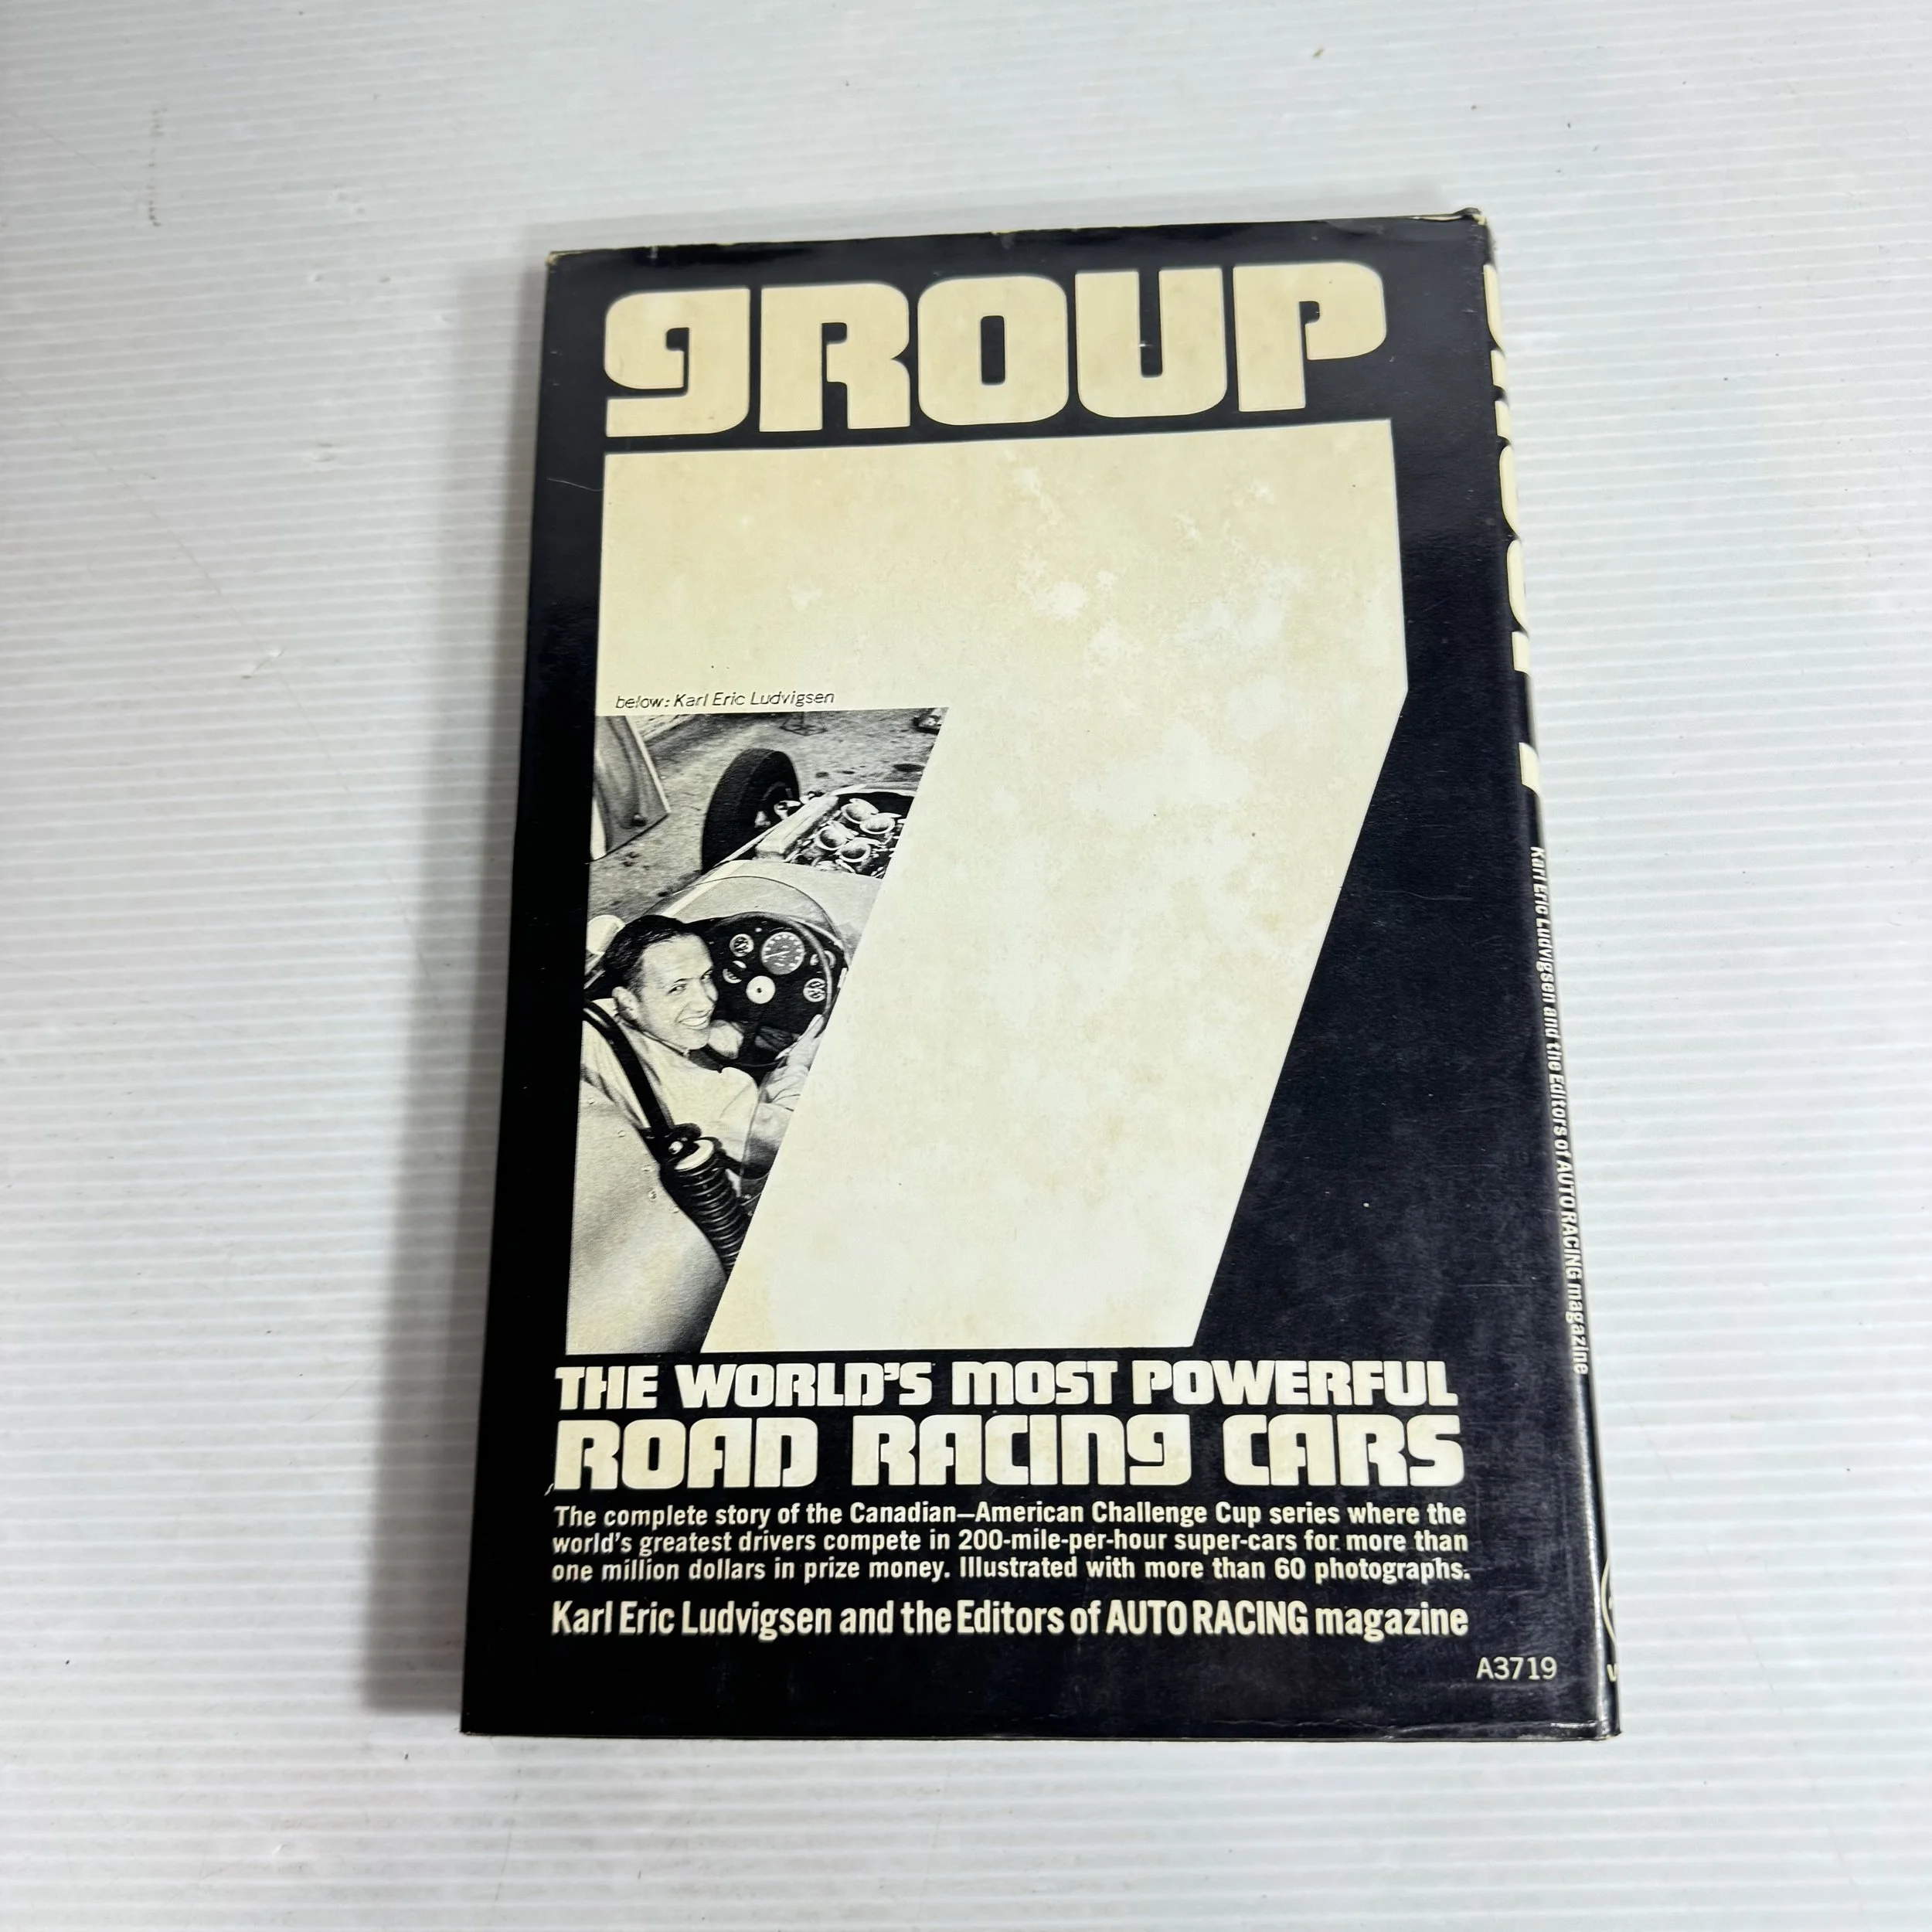 GROUP
7
below: Karl Eric Ludvigsen
THE WORLD'S MOST POWERFUL
ROAD RACING CARS
The complete story of the Canadian—American Challenge Cup series where the
world's greatest drivers compete in 200-mile-per-hour super-cars for more than
one million dollars in prize money. Illustrated with more than 60 photographs.
Karl Eric Ludvigsen and the Editors of AUTO RACING magazine
A3719
Karl Eric Ludvigsen and the Editors of AUTO RACING magazine